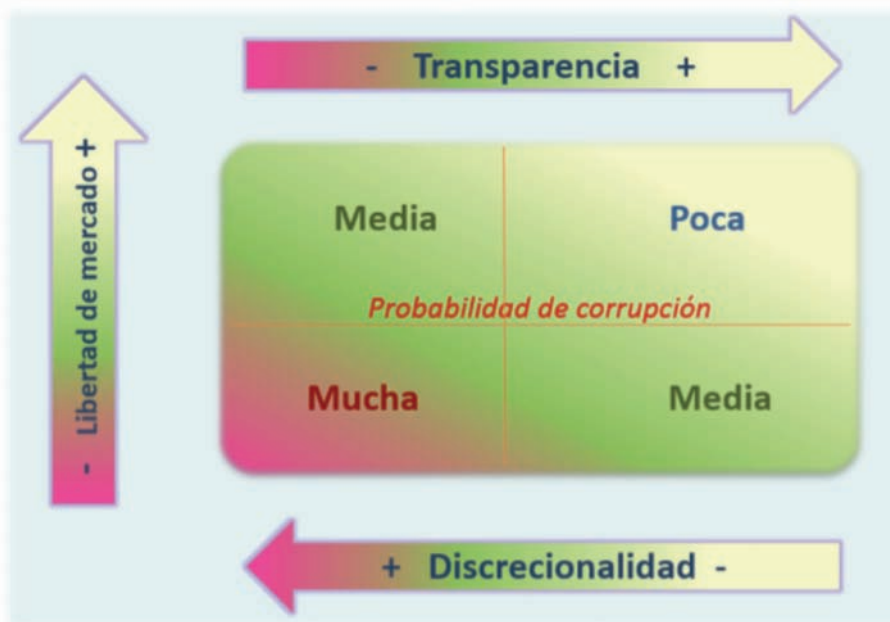 - Transparencia +
- Libertad de mercado +
Media Poca
Probabilidad de corrupción
Mucha Media
+ Discrecionalidad -